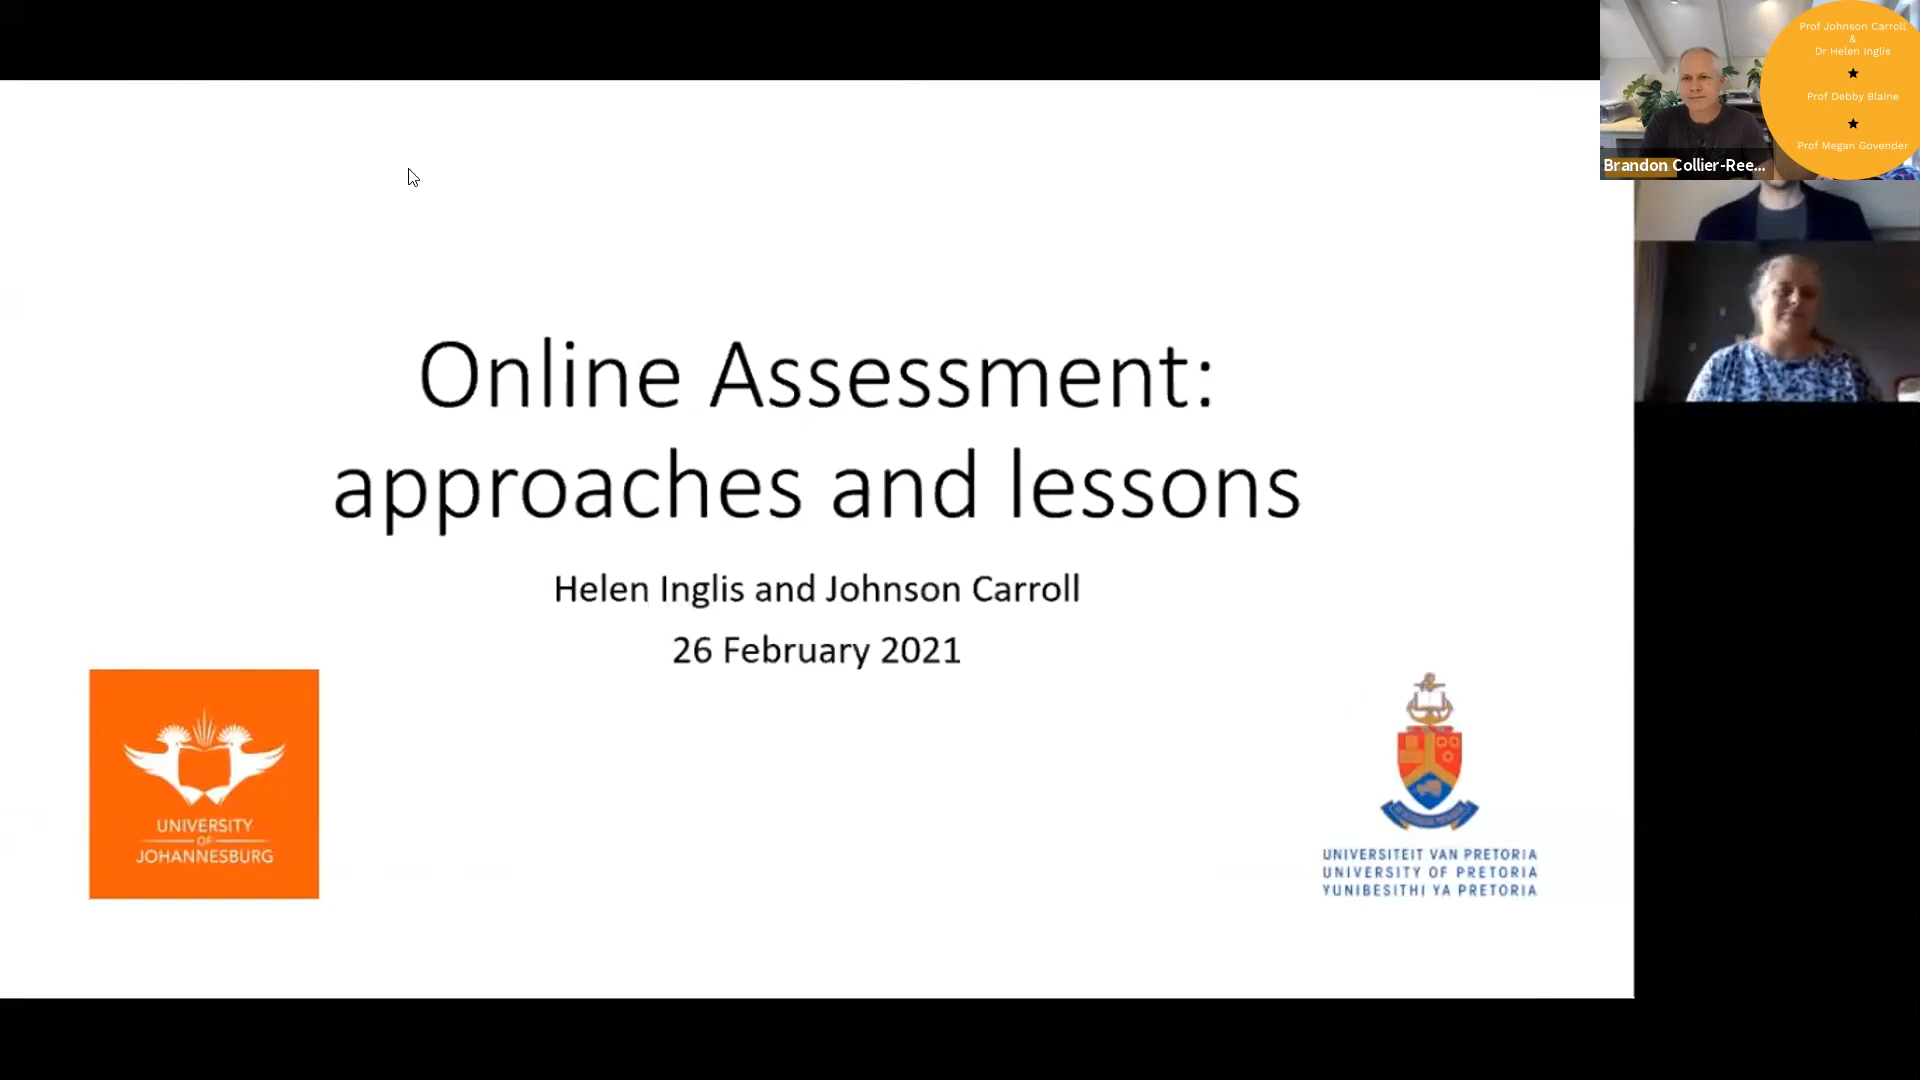 Online Assessment:
approaches and lessons
Helen Inglis and Johnson Carroll
26 February 2021
UNIVERSITY
OF
JOHANNESBURG
UNIVERSITEIT VAN PRETORIA
UNIVERSITY OF PRETORIA
YUNIBESITHI YA PRETORIA
Brandon Collier-Ree...
Prof Johnson Carroll
&
Dr Helen Inglis
Prof Debby Blaine
Prof Megan Govender